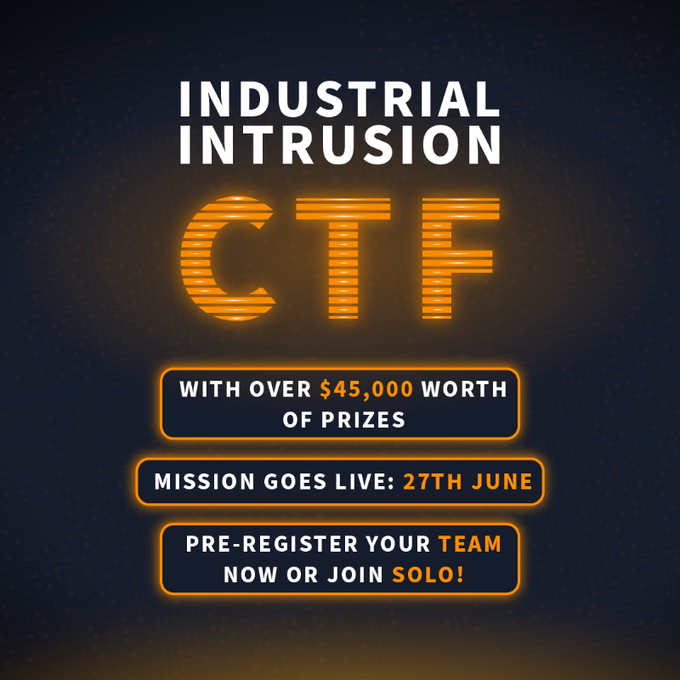 INDUSTRIAL
INTRUSION
CTF
WITH OVER $45,000 WORTH
OF PRIZES
MISSION GOES LIVE: 27TH JUNE
PRE-REGISTER YOUR TEAM
NOW OR JOIN SOLO!